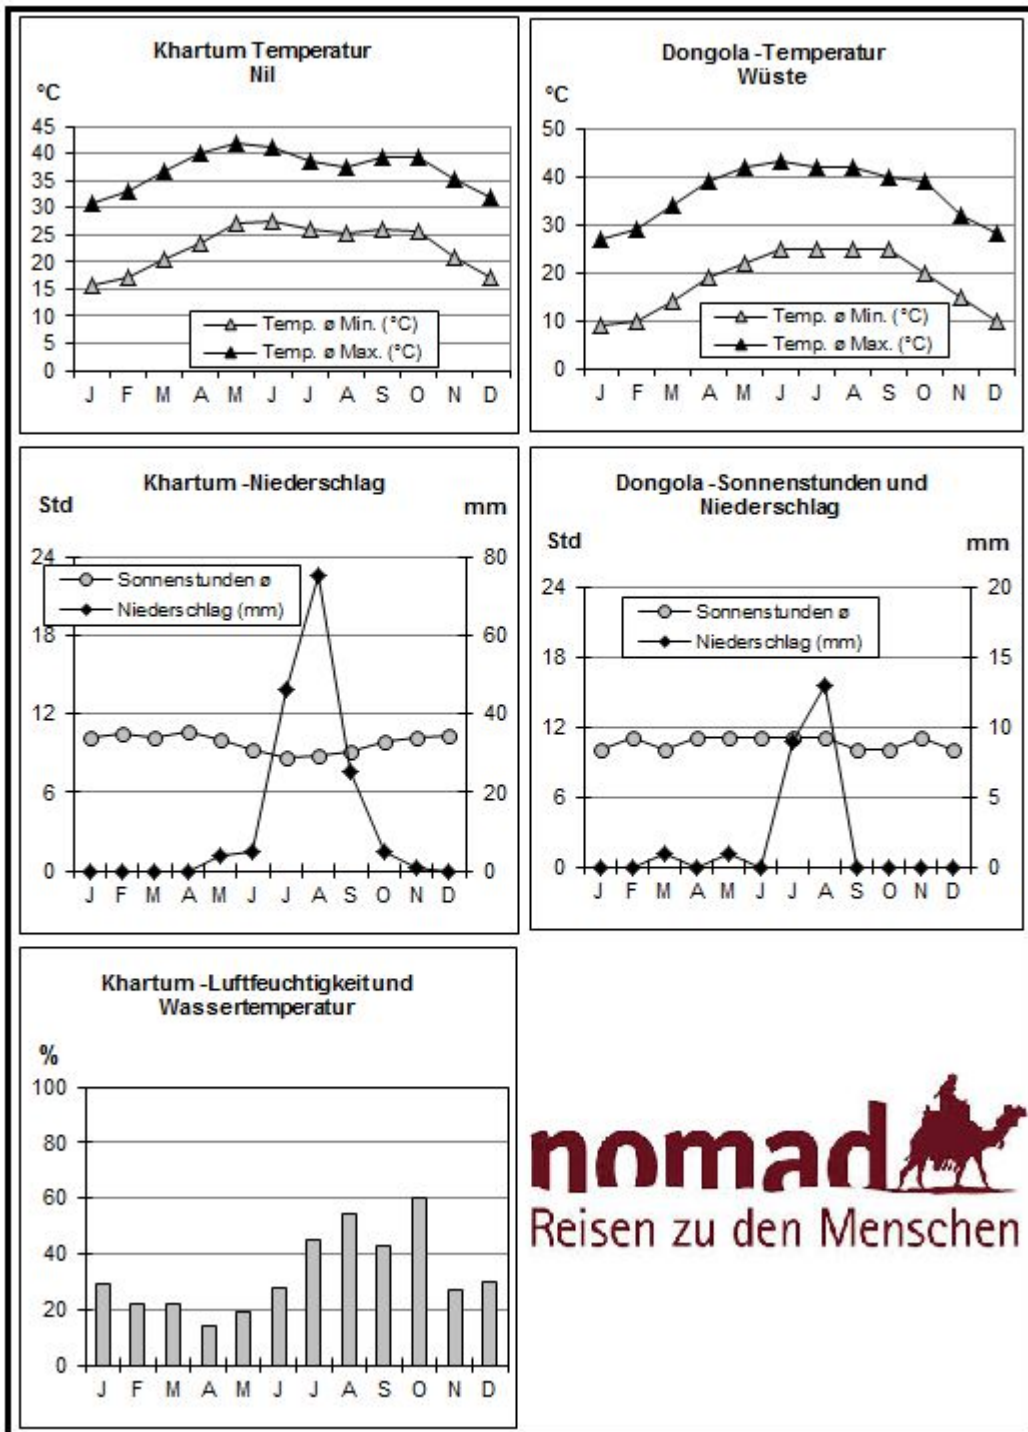 Khartum Temperatur
Nil
°C
45
40
35
30
25
20
15
10
5
0
Temp. ø Min. (°C)
Temp. ø Max. (°C)
J F M A M J J A S O N D
Dongola -Temperatur
Wüste
°C
50
40
30
20
10
0
Temp. ø Min. (°C)
Temp. ø Max. (°C)
J F M A M J J A S O N D
Khartum -Niederschlag
Std mm
24 80
Sonnenstunden ø
Niederschlag (mm)
18 60
12 40
6 20
0 0
J F M A M J J A S O N D
Dongola -Sonnenstunden und
Niederschlag
Std mm
24 20
Sonnenstunden ø
Niederschlag (mm)
18 15
12 10
6 5
0 0
J F M A M J J A S O N D
Khartum -Luftfeuchtigkeit und
Wassertemperatur
%
100
80
60
40
20
0
J F M A M J J A S O N D
nomad
Reisen zu den Menschen